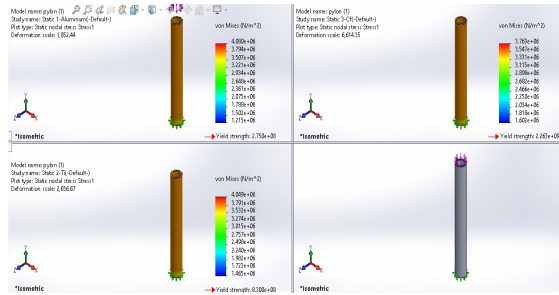 Model name: pylon (1)
Study name: Static 1-Aluminum(-Default-)
Plot type: Static nodal stress Stress1
Deformation scale: 1,852.44
von Mises (N/m^2)
4.080e+06
3.794e+06
3.507e+06
3.221e+06
2.934e+06
2.648e+06
2.361e+06
2.075e+06
1.788e+06
1.502e+06
1.215e+06
Yield strength: 2.750e+08
*Isometric
Model name: pylon (1)
Study name: Static 3-Cf(-Default-)
Plot type: Static nodal stress Stress1
Deformation scale: 6,614.35
von Mises (N/m^2)
3.763e+06
3.547e+06
3.331e+06
3.115e+06
2.898e+06
2.682e+06
2.466e+06
2.250e+06
2.034e+06
1.818e+06
1.602e+06
Yield strength: 2.263e+09
*Isometric
Model name: pylon (1)
Study name: Static 2-Ti(-Default-)
Plot type: Static nodal stress Stress1
Deformation scale: 2,656.67
von Mises (N/m^2)
4.049e+06
3.791e+06
3.532e+06
3.274e+06
3.015e+06
2.757e+06
2.498e+06
2.240e+06
1.982e+06
1.723e+06
1.465e+06
Yield strength: 8.300e+08
*Isometric
*Isometric